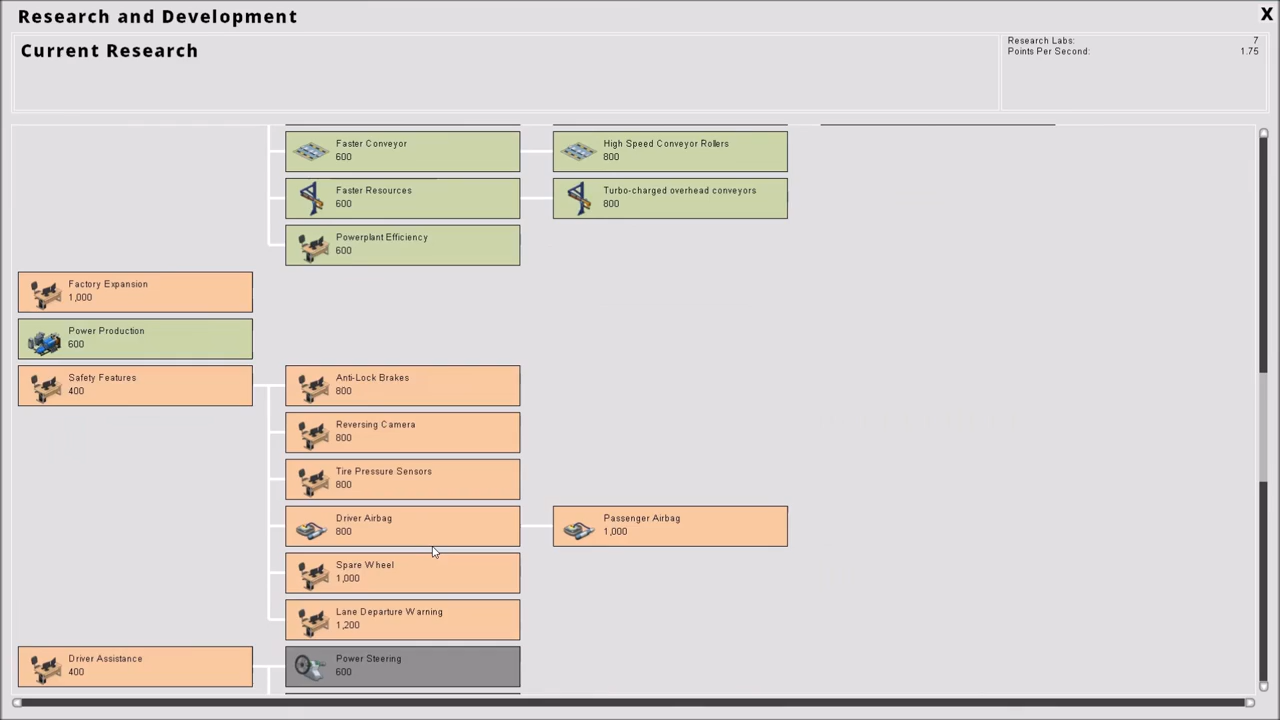 Research and Development
X
Current Research
Research Labs: 7
Points Per Second: 1.75
Faster Conveyor
600
High Speed Conveyor Rollers
800
Faster Resources
600
Turbo-charged overhead conveyors
800
Powerplant Efficiency
600
Factory Expansion
1,000
Power Production
600
Safety Features
400
Anti-Lock Brakes
800
Reversing Camera
800
Tire Pressure Sensors
800
Driver Airbag
800
Passenger Airbag
1,000
Spare Wheel
1,000
Lane Departure Warning
1,200
Driver Assistance
400
Power Steering
600